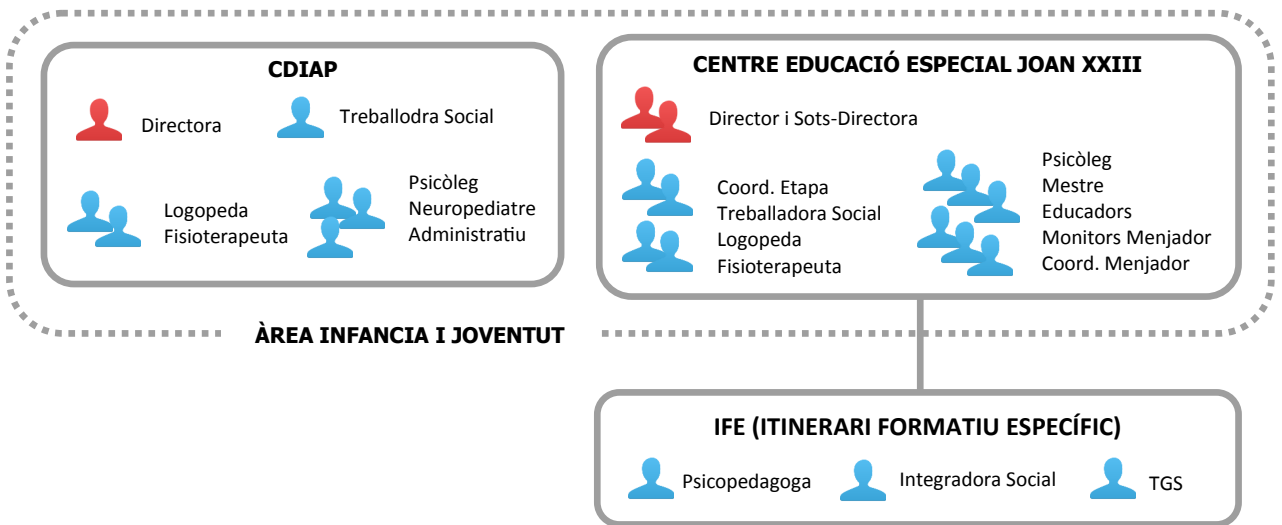 CDIAP
Directora
Treballodra Social
Logopeda
Fisioterapeuta
Psicòleg
Neuropediatre
Administratiu
CENTRE EDUCACIÓ ESPECIAL JOAN XXIII
Director i Sots-Directora
Coord. Etapa
Treballadora Social
Logopeda
Fisioterapeuta
Psicòleg
Mestre
Educadors
Monitors Menjador
Coord. Menjador
ÀREA INFANCIA I JOVENTUT
IFE (ITINERARI FORMATIU ESPECÍFIC)
Psicopedagoga
Integradora Social
TGS